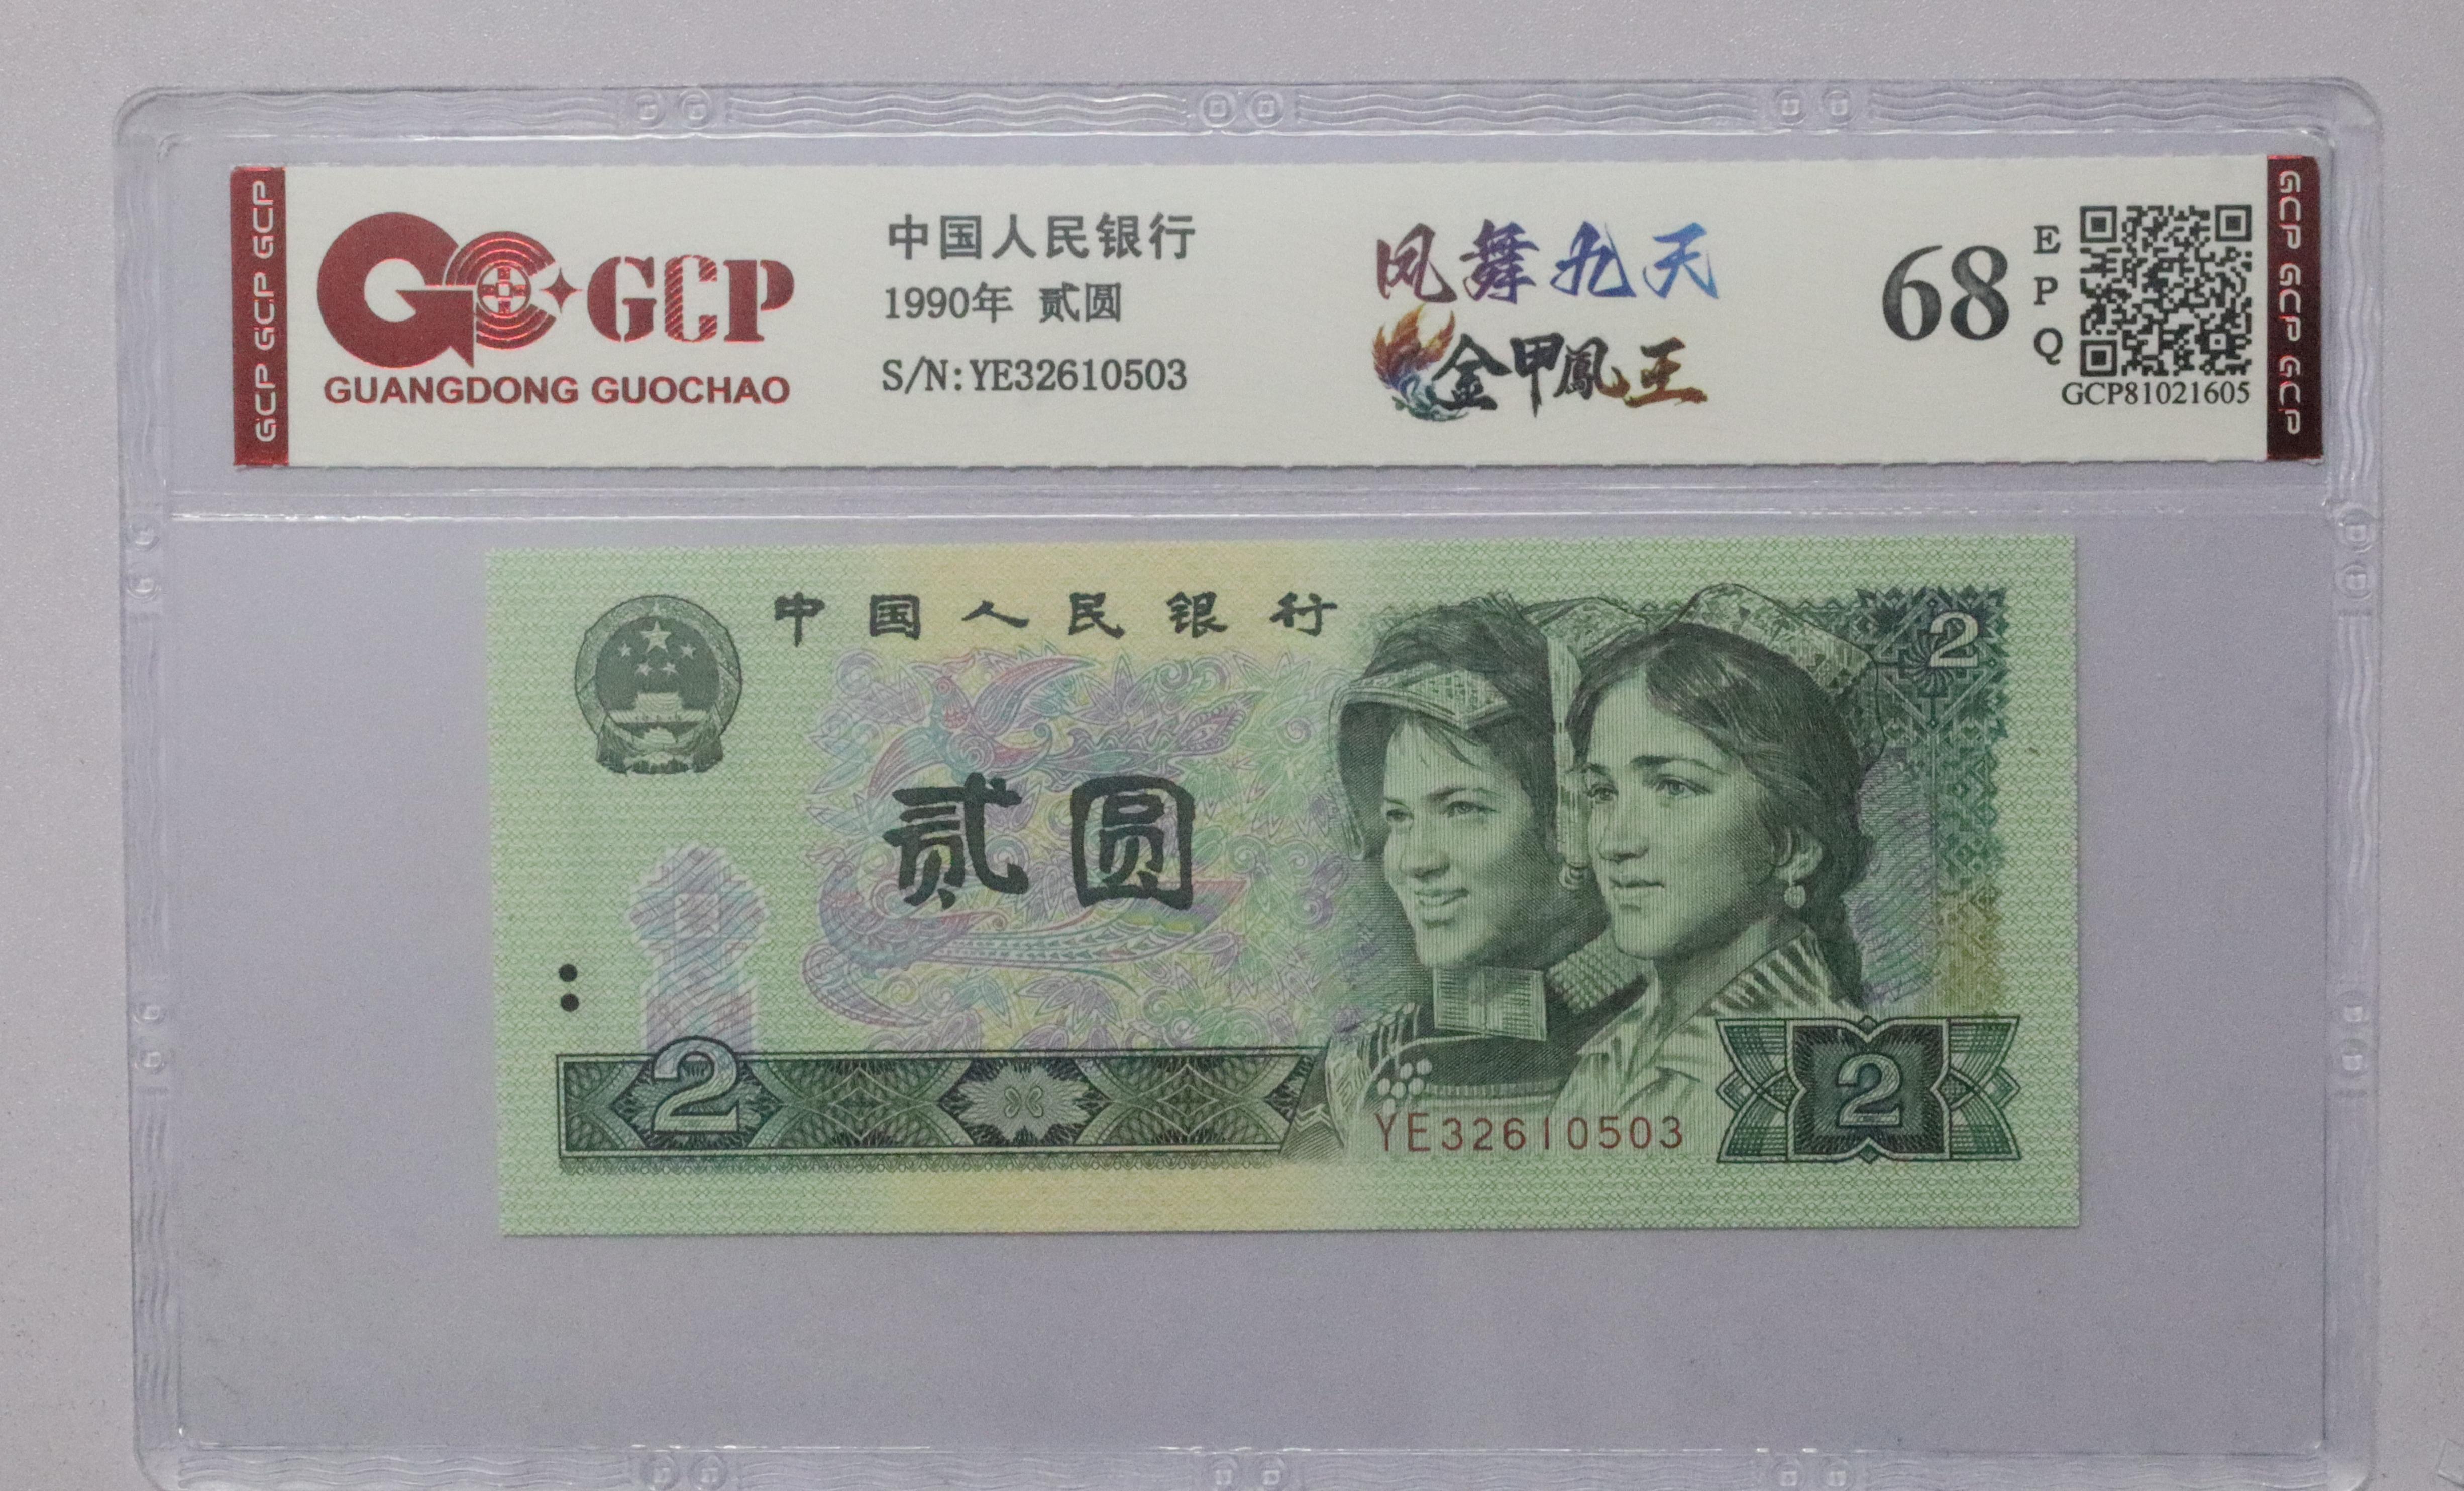 GCP GCP GCP
GCP
GUANGDONG GUOCHAO
中国人民银行
1990年 贰圆
S/N:YE32610503
凤舞九天
金甲鳳王
68
EPQ
GCP81021605
GCP GCP GCP
中国人民银行
2
贰圆
2
YE32610503
2